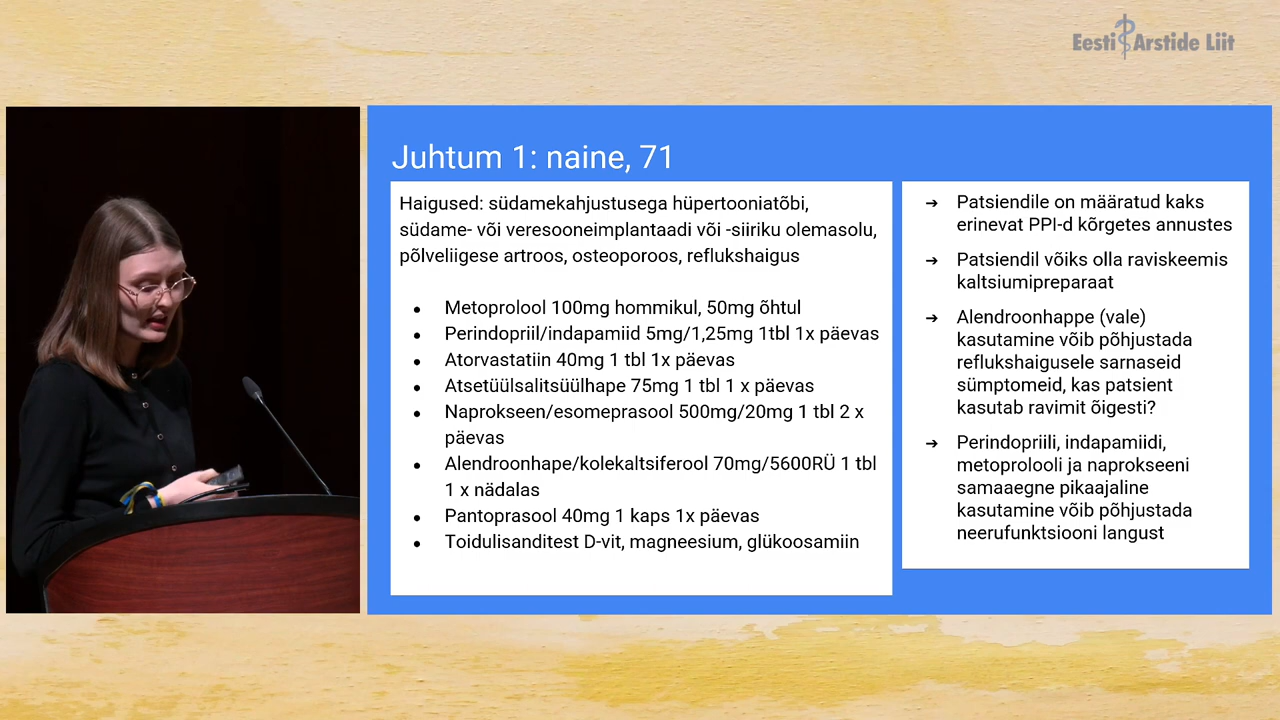 Eesti Arstide Liit
Juhtum 1: naine, 71
Haigused: südamekahjustusega hüpertooniatõbi,
südame- või veresooneimplantaadi või -siiriku olemasolu,
põlveliigese artroos, osteoporoos, reflukshaigus
● Metoprolool 100mg hommikul, 50mg õhtul
● Perindopriil/indapamiid 5mg/1,25mg 1tbl 1x päevas
● Atorvastatiin 40mg 1 tbl 1x päevas
● Atsetüülsalitsüülhape 75mg 1 tbl 1 x päevas
● Naprokseen/esomeprasool 500mg/20mg 1 tbl 2 x
päevas
● Alendroonhape/kolekaltsiferool 70mg/5600RÜ 1 tbl
1 x nädalas
● Pantoprasool 40mg 1 kaps 1x päevas
● Toidulisanditest D-vit, magneesium, glükoosamiin
➔ Patsiendile on määratud kaks
erinevat PPI-d kõrgetes annustes
➔ Patsiendil võiks olla raviskeemis
kaltsiumipreparaat
➔ Alendroonhappe (vale)
kasutamine võib põhjustada
reflukshaigusele sarnaseid
sümptomeid, kas patsient
kasutab ravimit õigesti?
➔ Perindopriili, indapamiidi,
metoprolooli ja naprokseeni
samaaegne pikaajaline
kasutamine võib põhjustada
neerufunktsiooni langust